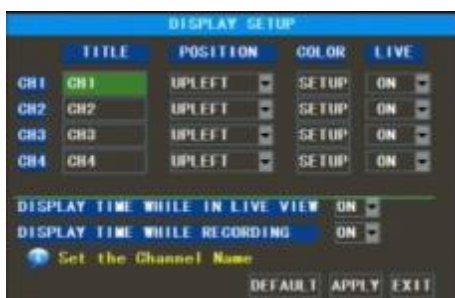 DISPLAY SETUP
TITLE POSITION COLOR LIVE
CH1 CH1 UPLEFT SETUP ON
CH2 CH2 UPLEFT SETUP ON
CH3 CH3 UPLEFT SETUP ON
CH4 CH4 UPLEFT SETUP ON
DISPLAY TIME WHILE IN LIVE VIEW ON
DISPLAY TIME WHILE RECORDING ON
Set the Channel Name
DEFAULT APPLY EXIT